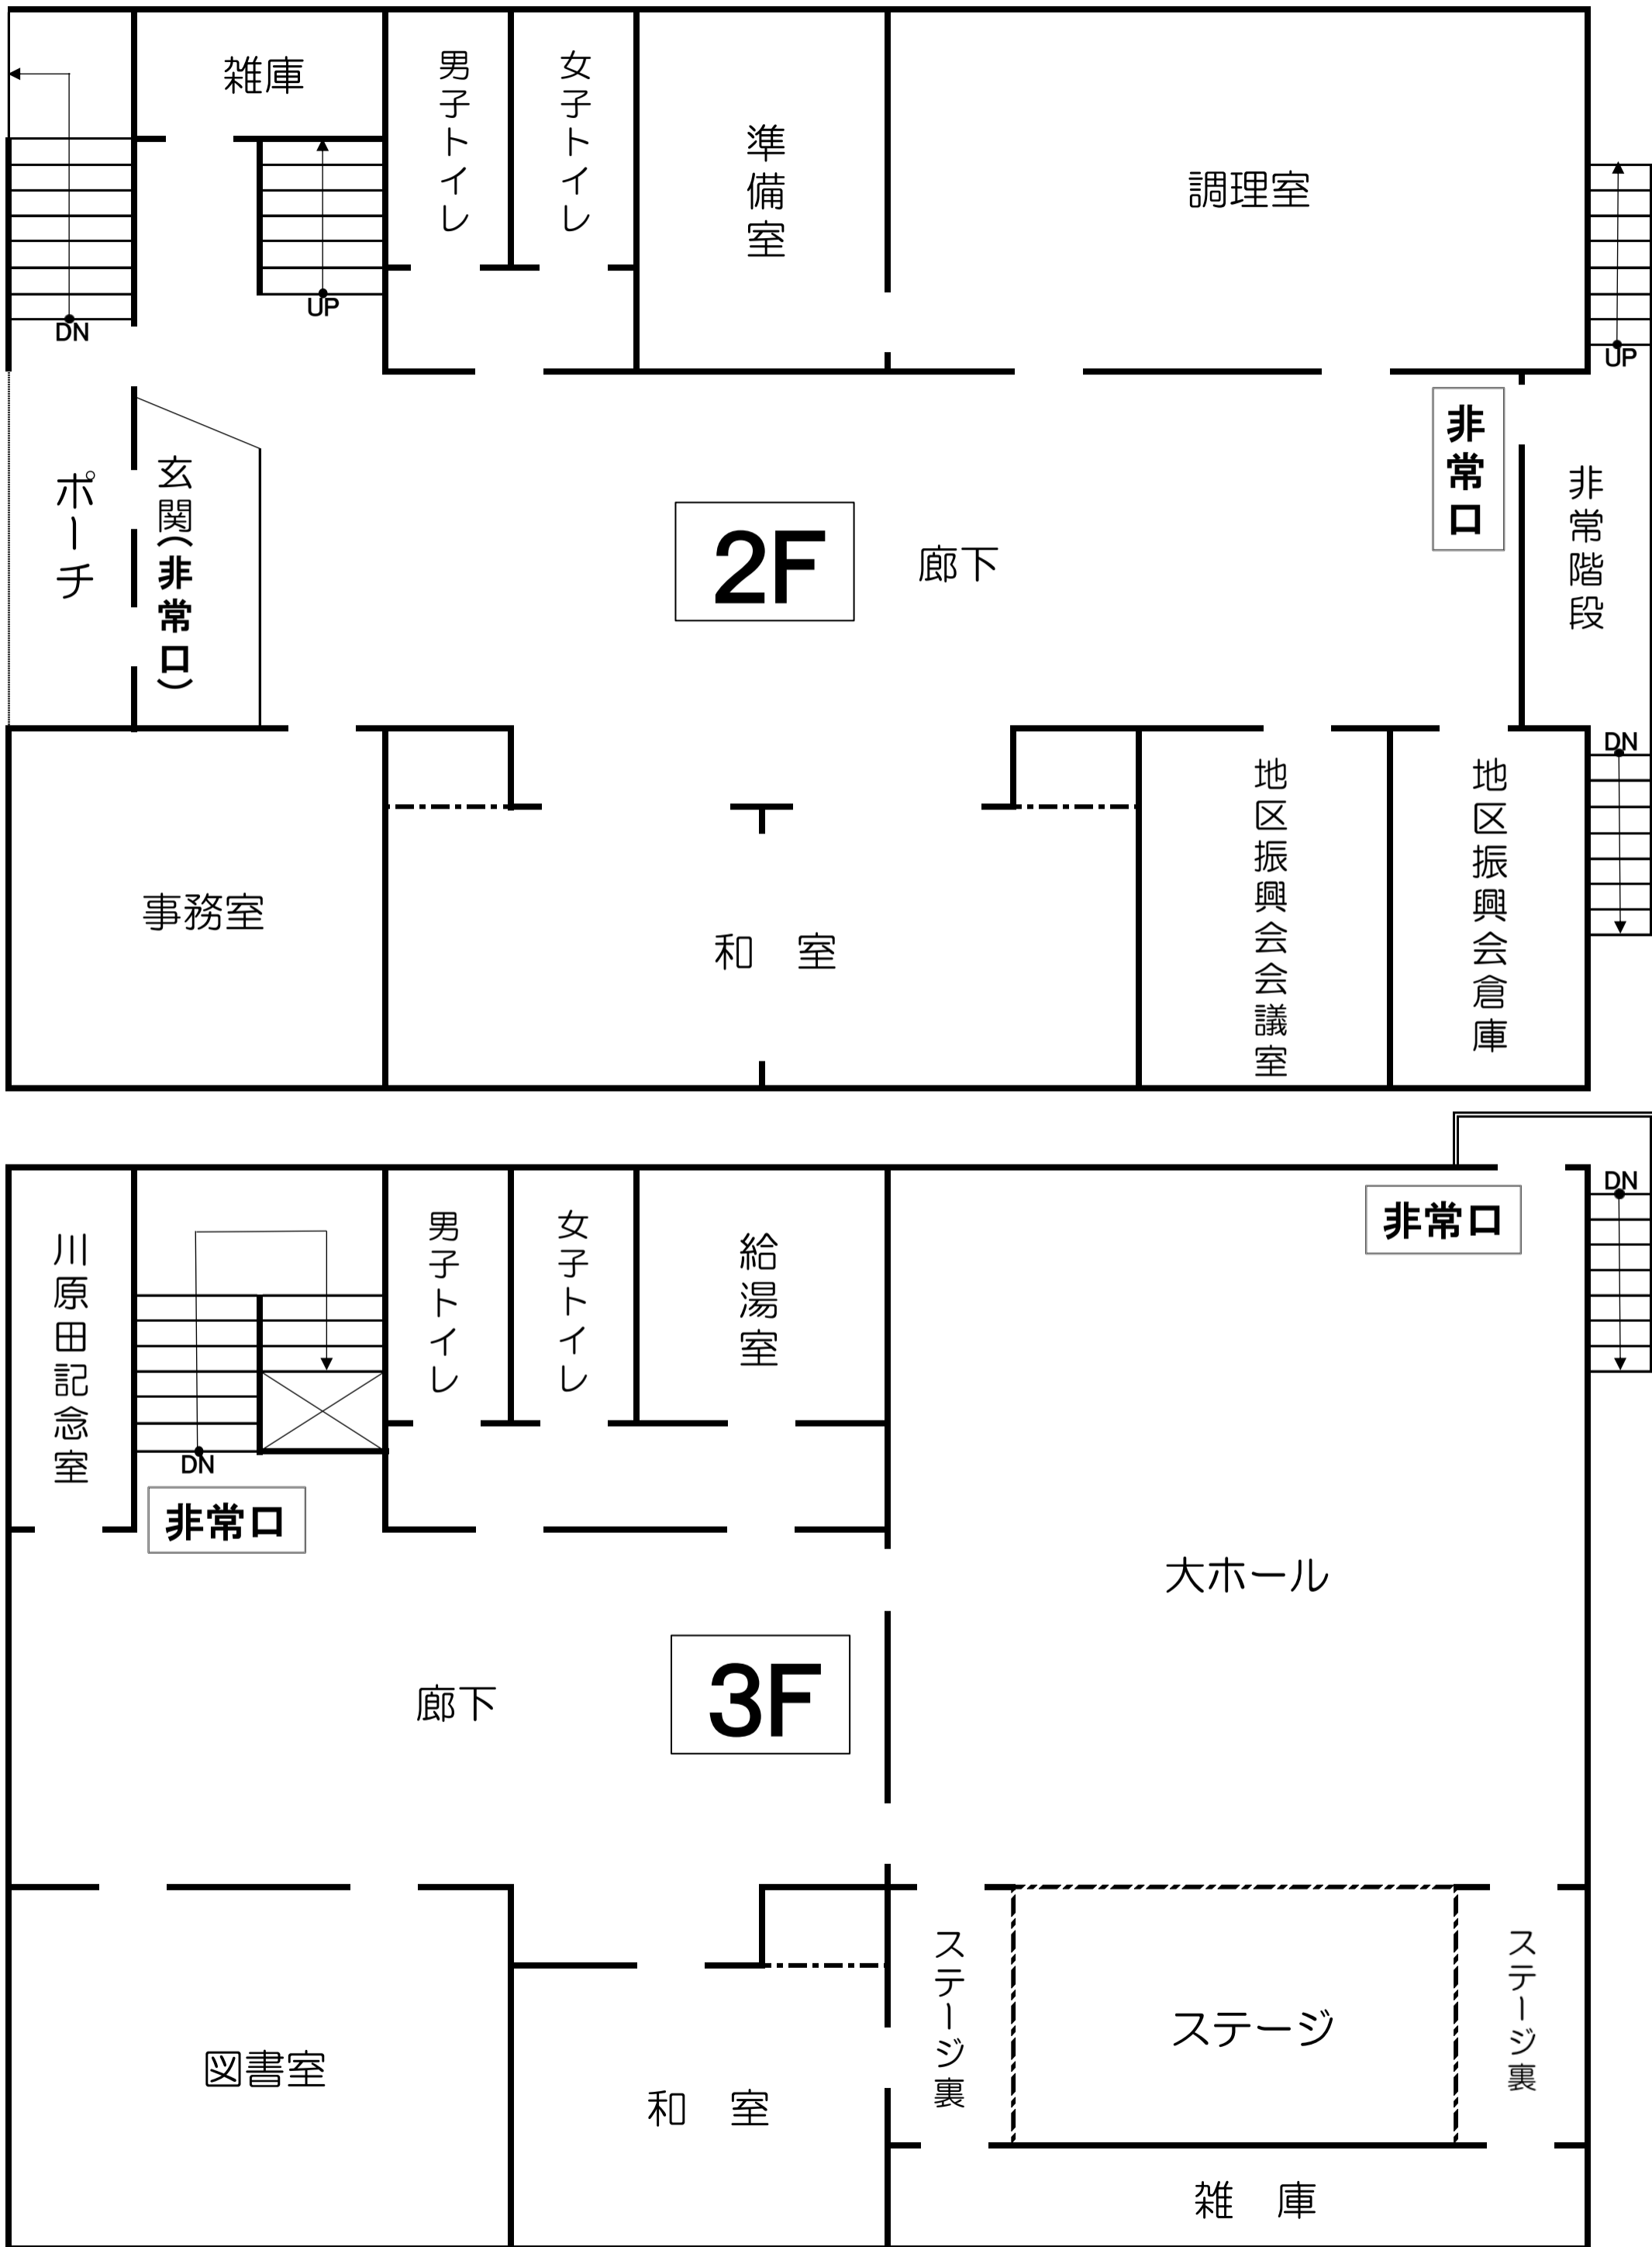 雑庫
男子トイレ
女子トイレ
準備室
調理室
DN
UP
UP
ポーチ
玄関(非常口)
2F
廊下
非常口
非常階段
事務室
和　室
地区振興会会議室
地区振興会倉庫
DN
川原田記念室
DN
非常口
男子トイレ
女子トイレ
給湯室
非常口
DN
大ホール
廊下
3F
図書室
和　室
ステージ裏
ステージ
ステージ裏
雑　庫